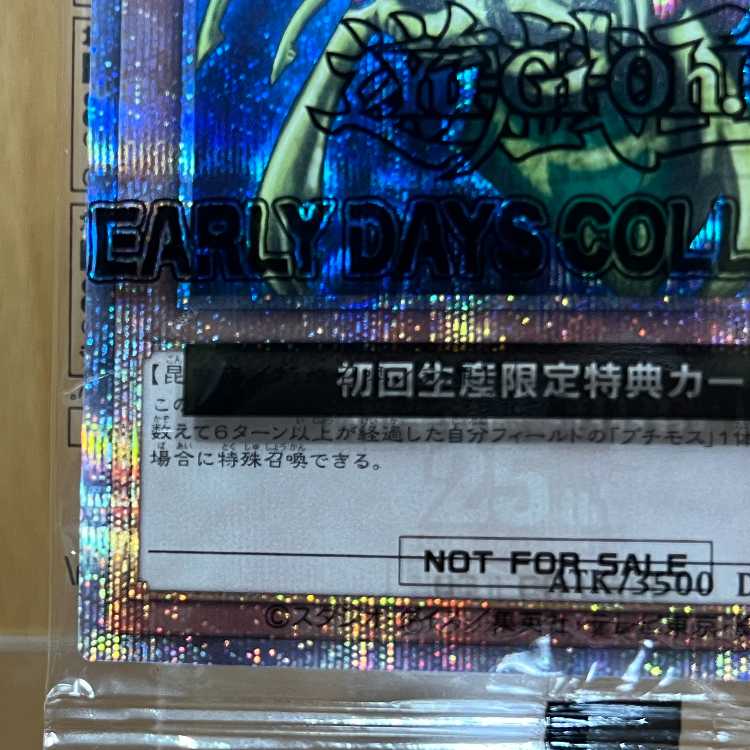 Yu-Gi-Oh!
EARLY DAYS COLL
初回生産限定特典カー
【昆
この
数えて6ターン以上が経過した自分フィールドの「プチモス」1体
場合に特殊召喚できる。
25th
NOT FOR SALE
ATK/3500 D
©スタジオ・ダイス/集英社・テレビ東京・